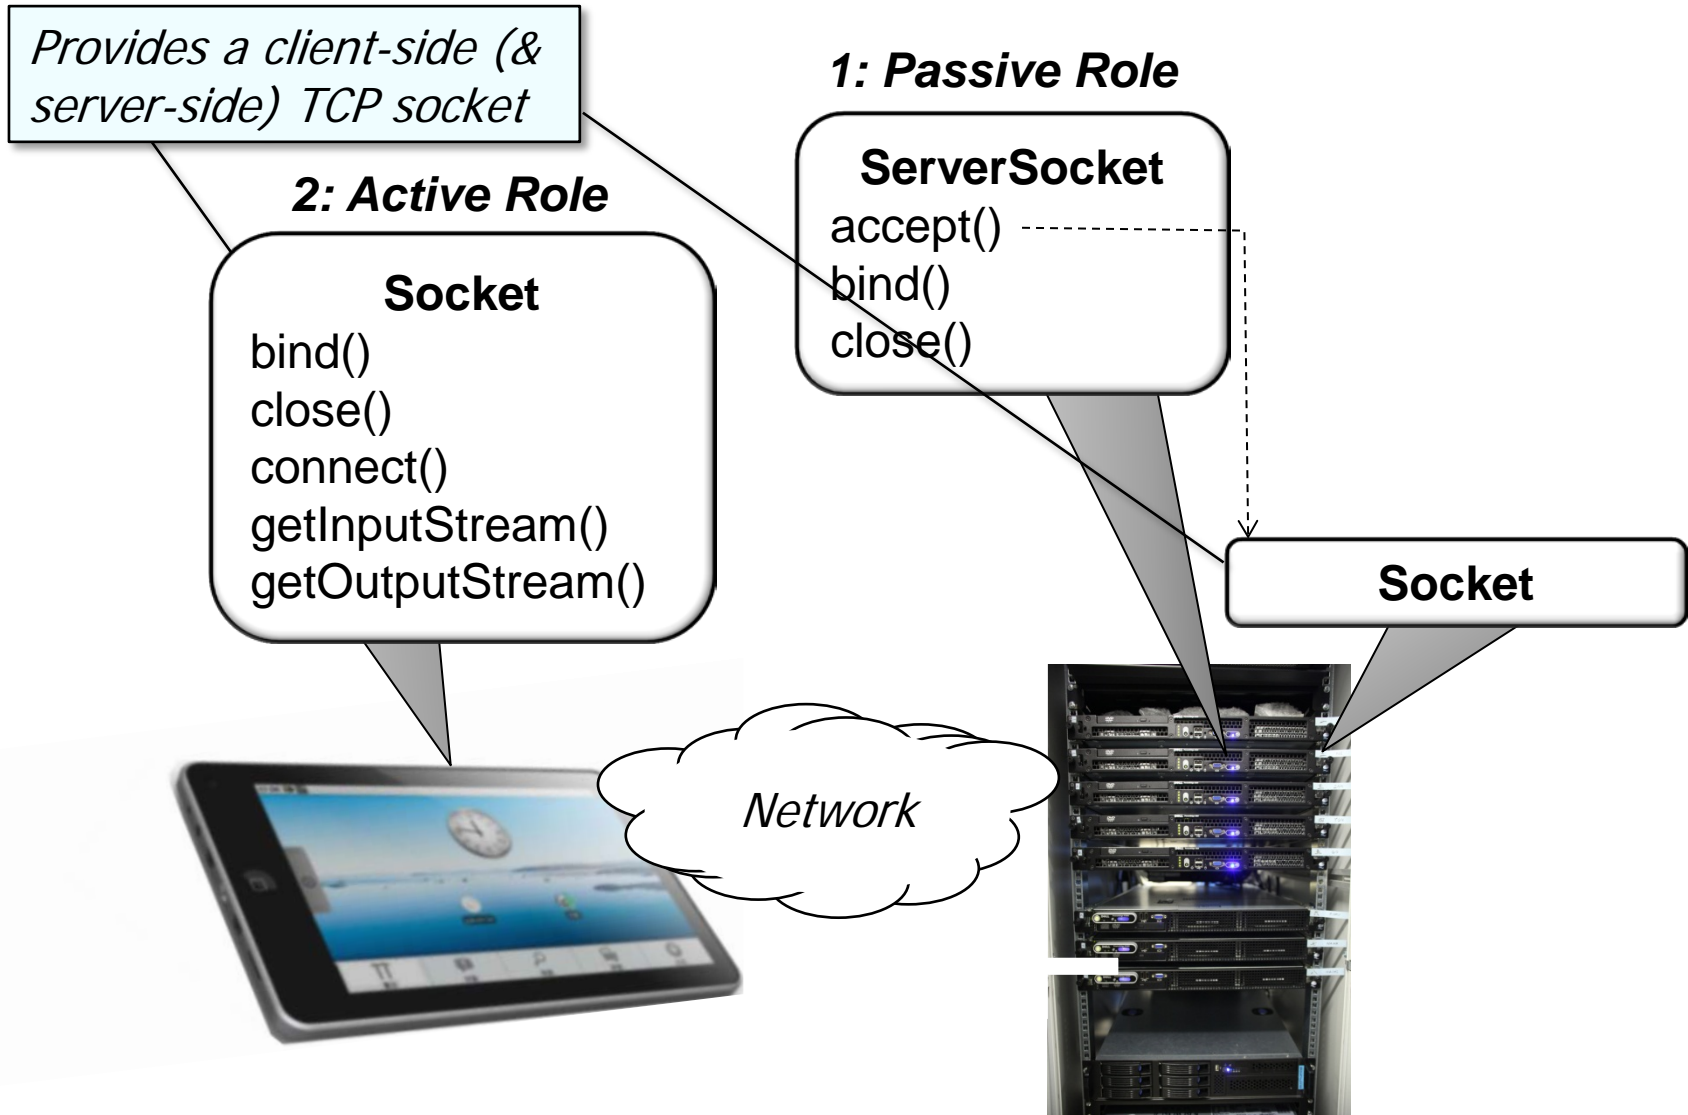 Provides a client-side (&
server-side) TCP socket
1: Passive Role
ServerSocket
accept()
bind()
close()
2: Active Role
Socket
bind()
close()
connect()
getInputStream()
getOutputStream()
Socket
Network